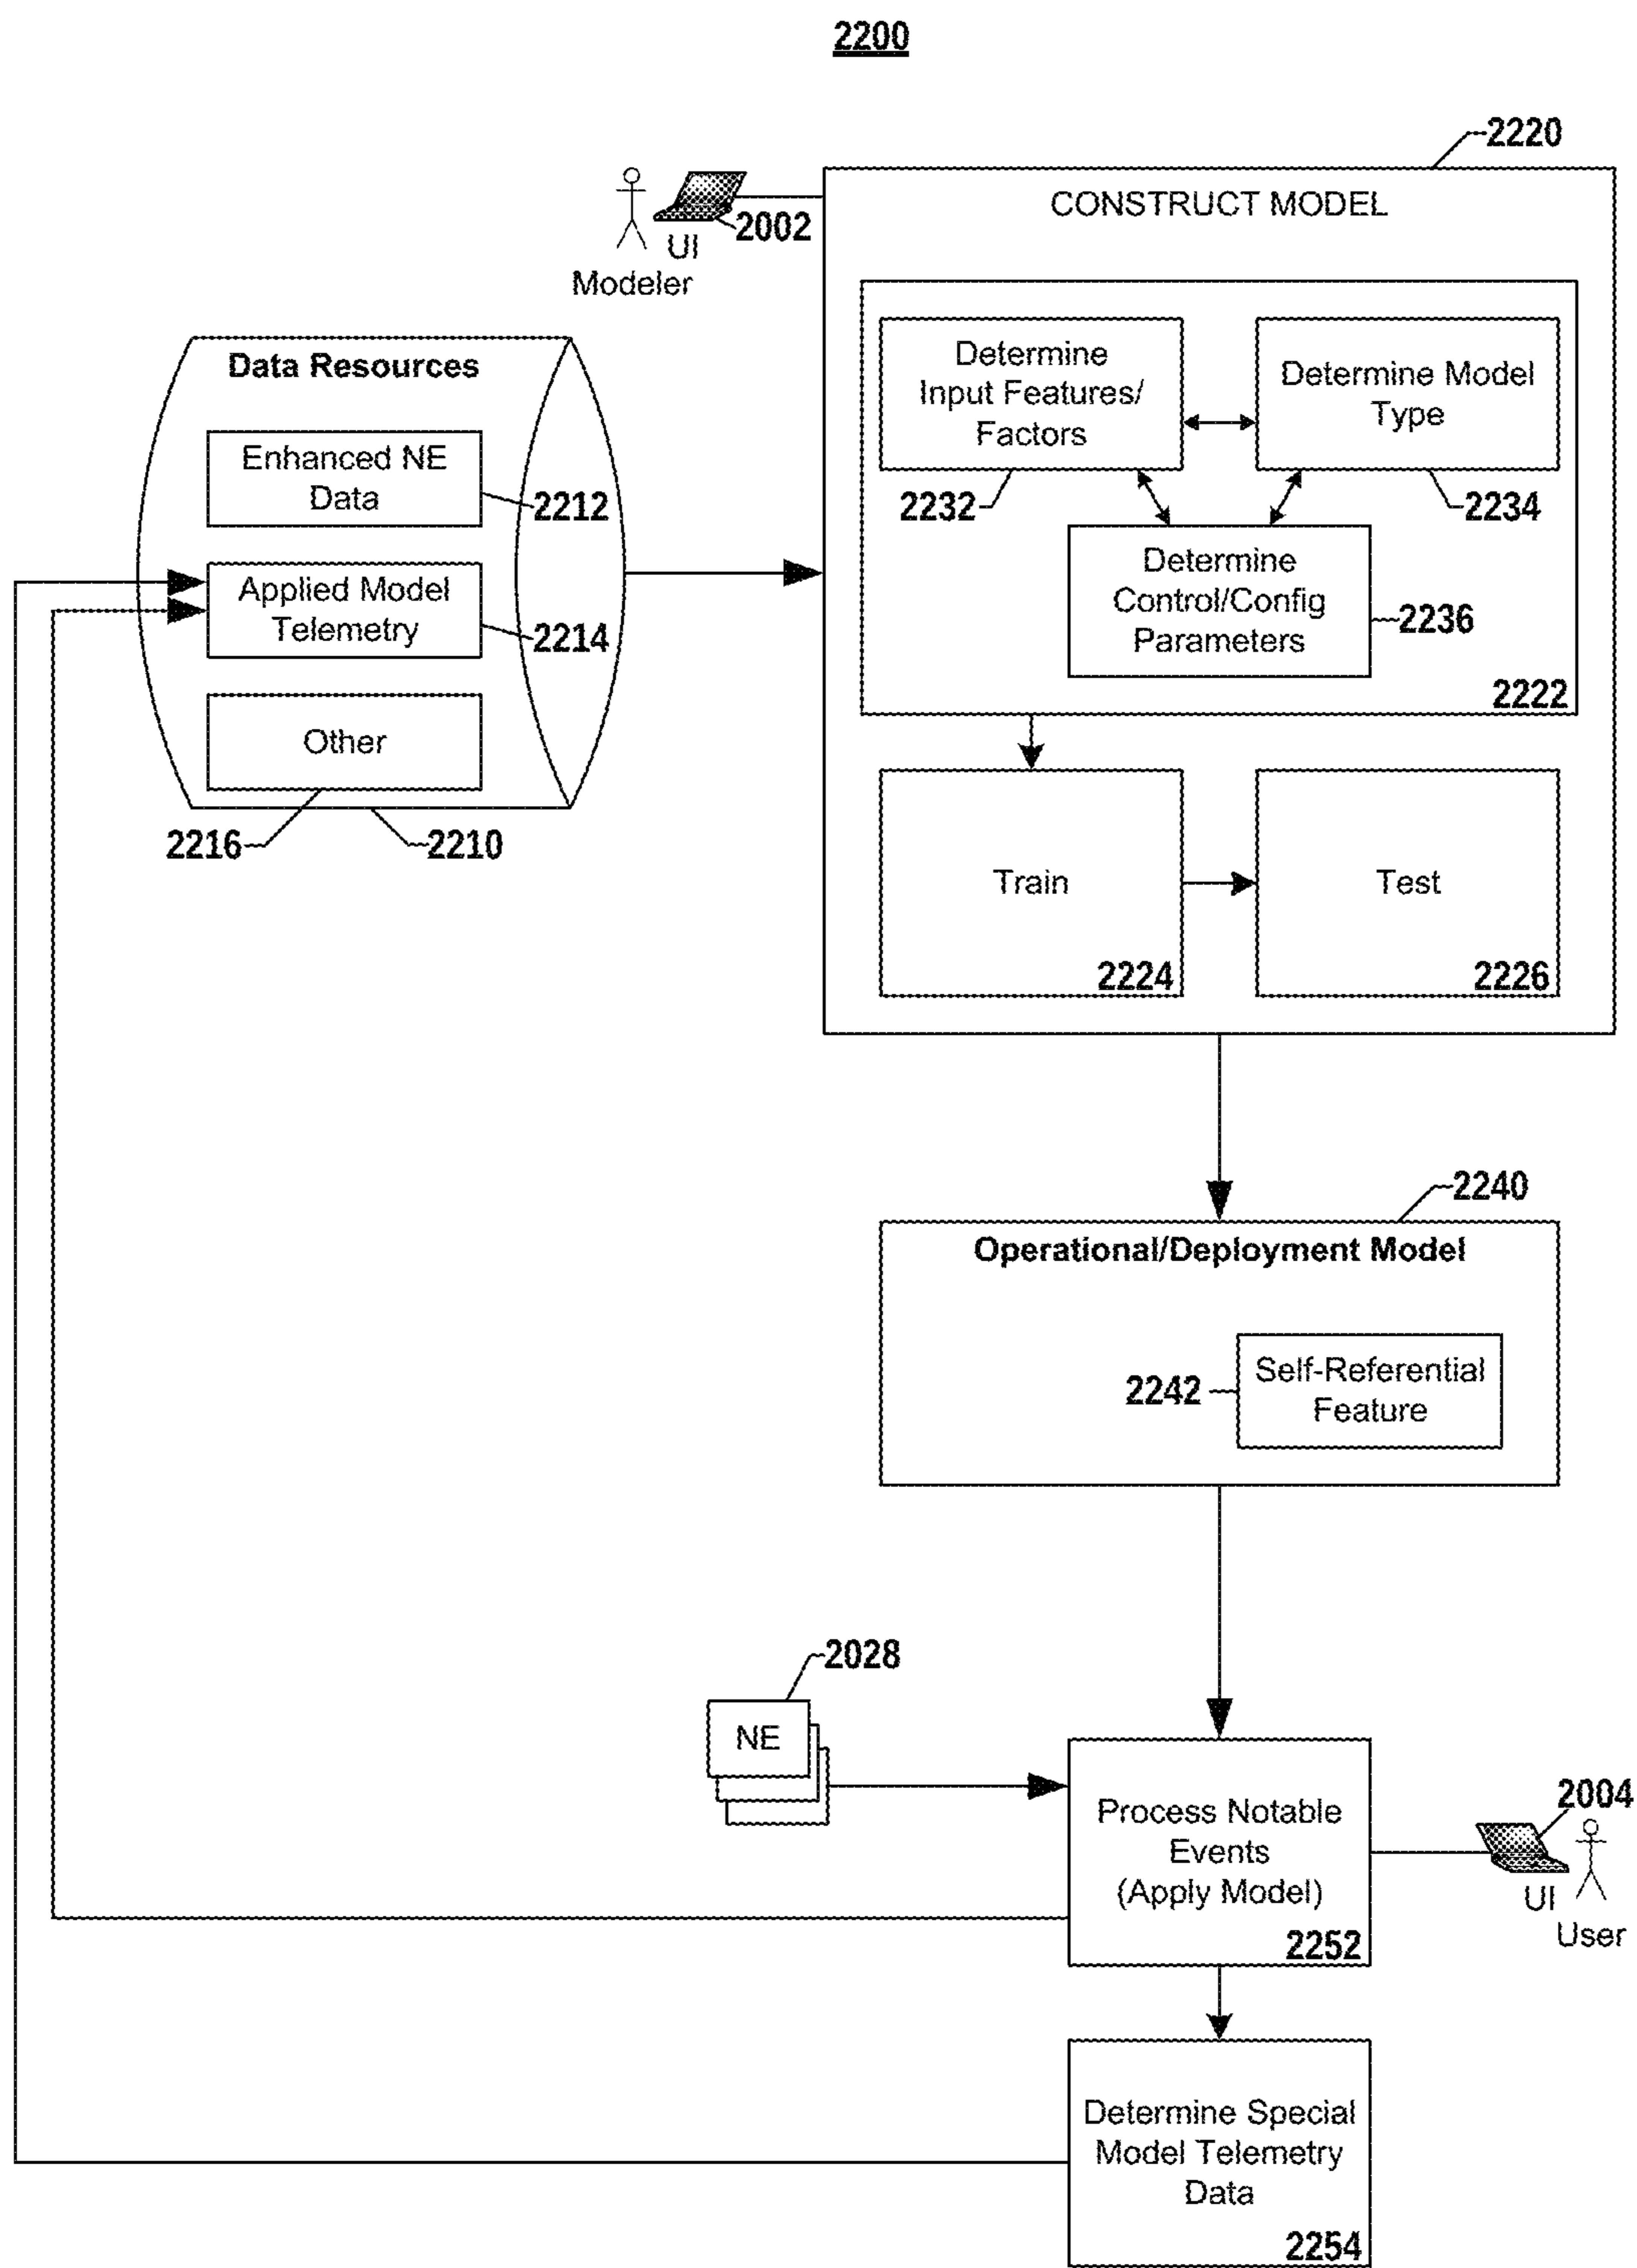 2200
2220
CONSTRUCT MODEL
2002
UI
Modeler
Data Resources
Enhanced NE
Data
2212
Applied Model
Telemetry
2214
Other
2216
2210
Determine
Input Features/
Factors
2232
Determine Model
Type
2234
Determine
Control/Config
Parameters
2236
2222
Train
2224
Test
2226
2240
Operational/Deployment Model
2242
Self-Referential
Feature
2028
NE
Process Notable
Events
(Apply Model)
2252
2004
UI
User
Determine Special
Model Telemetry
Data
2254